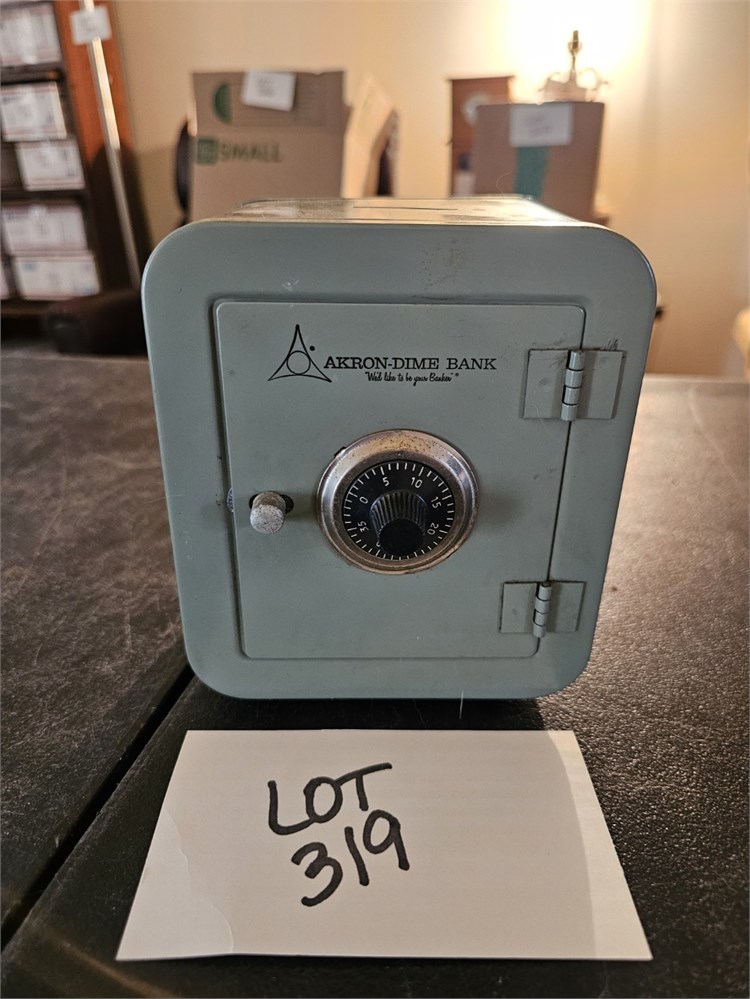 SMALL
AKRON-DIME BANK
"We'd like to be your Banker"®
0 5 10 15 20 35
LOT
319